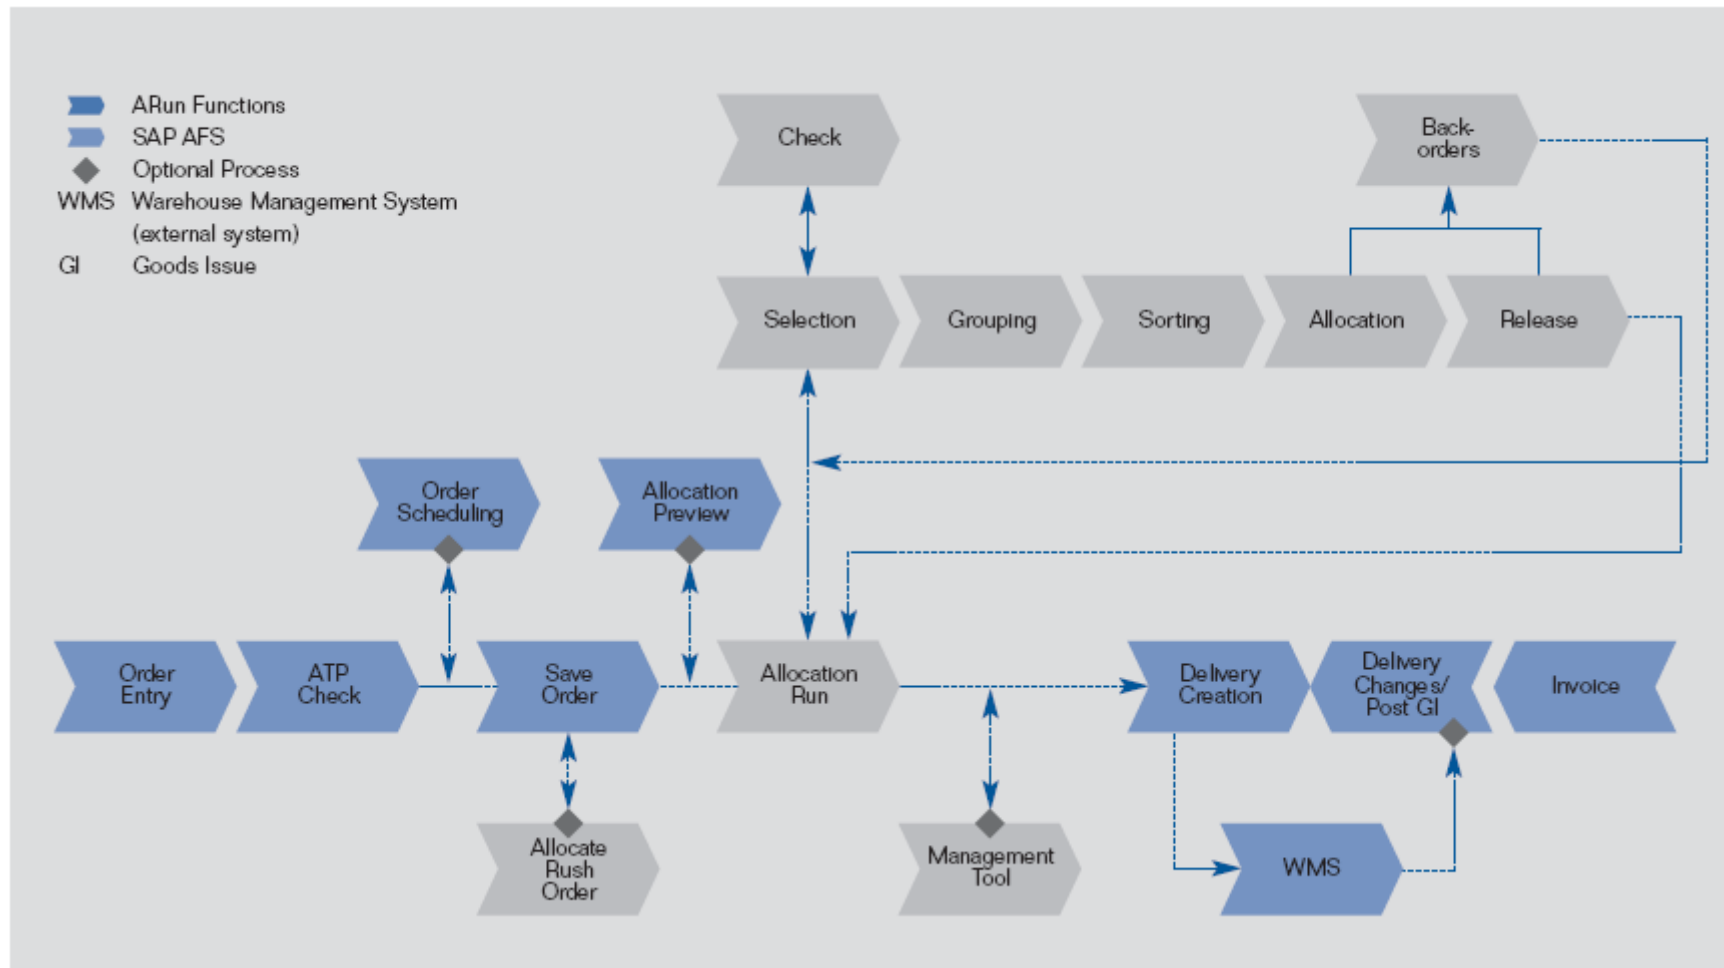 ARun Functions
SAP AFS
Optional Process
WMS Warehouse Management System
(external system)
GI Goods Issue
Check
Back-
orders
Selection
Grouping
Sorting
Allocation
Release
Order
Scheduling
Allocation
Preview
Order
Entry
ATP
Check
Save
Order
Allocation
Run
Delivery
Creation
Delivery
Changes/
Post GI
Invoice
Allocate
Rush
Order
Management
Tool
WMS